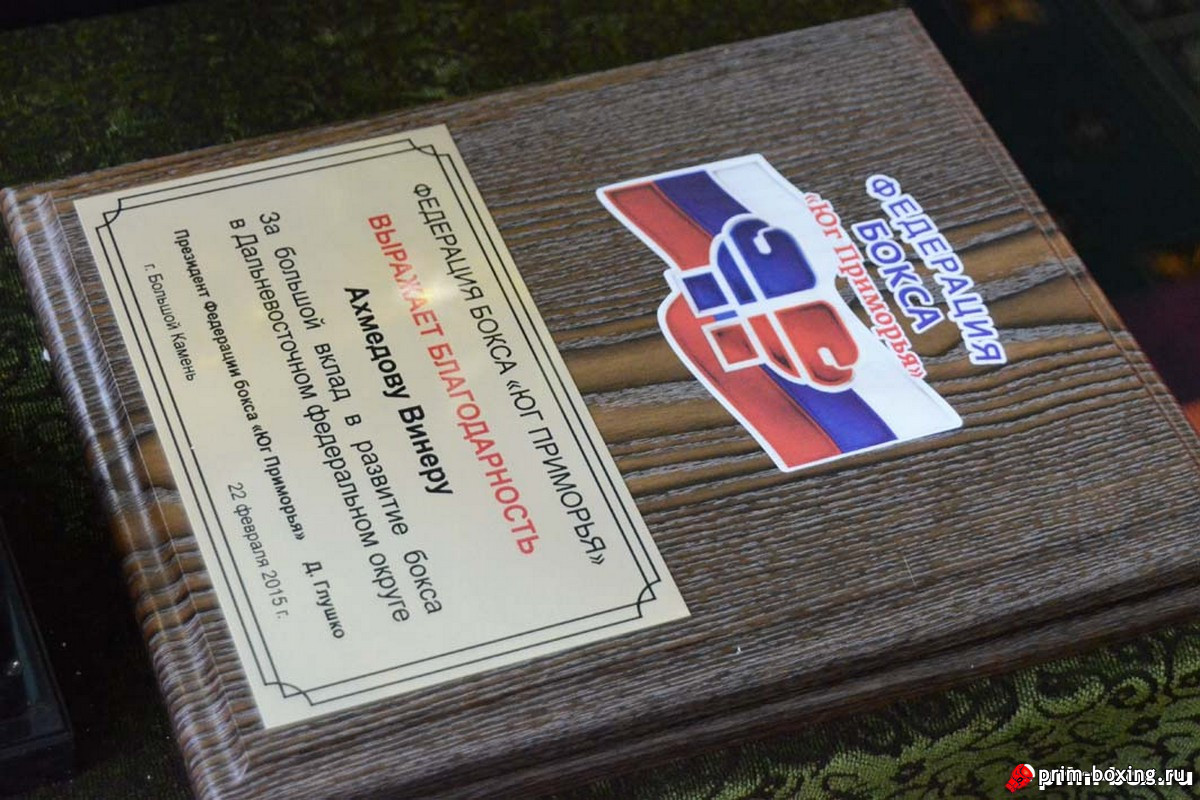 ФЕДЕРАЦИЯ
БОКСА
«Юг Приморья»
ФЕДЕРАЦИЯ БОКСА «ЮГ ПРИМОРЬЯ»
ВЫРАЖАЕТ БЛАГОДАРНОСТЬ
Ахмедову Винеру
За большой вклад в развитие бокса
в Дальневосточном федеральном округе
Президент Федерации бокса «Юг Приморья» Д. Глушко
г. Большой Камень 22 февраля 2015 г.
prim-boxing.ru